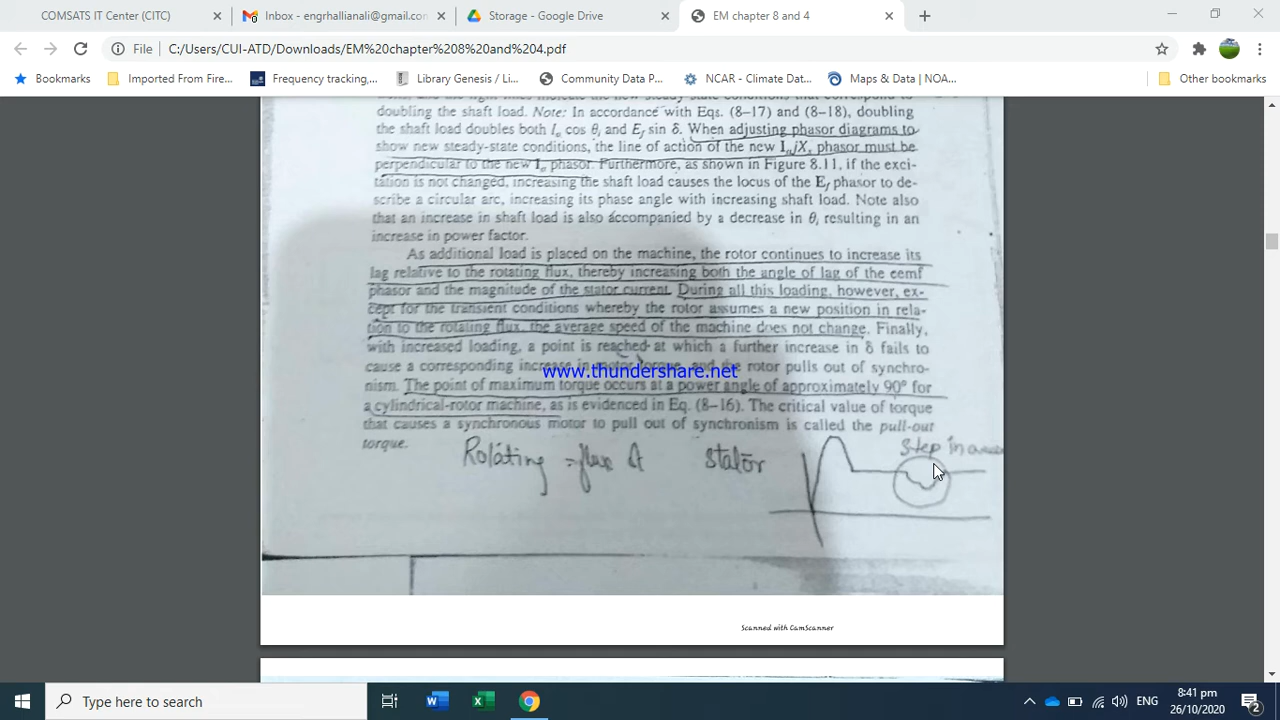 COMSATS IT Center (CITC)
Inbox - engrhallianali@gmail.com
Storage - Google Drive
EM chapter 8 and 4
File
C:/Users/CUI-ATD/Downloads/EM%20chapter%208%20and%204.pdf
Bookmarks
Imported From Fire...
Frequency tracking,...
Library Genesis / Li...
Community Data P...
NCAR - Climate Dat...
Maps & Data | NOA...
Other bookmarks
doubling the shaft load. Note: In accordance with Eqs. (8–17) and (8–18), doubling
the shaft load doubles both Ia cos θi and Ef sin δ. When adjusting phasor diagrams to
show new steady-state conditions, the line of action of the new IajXs phasor must be
perpendicular to the new Ia phasor. Furthermore, as shown in Figure 8.11, if the exci-
tation is not changed, increasing the shaft load causes the locus of the Ef phasor to de-
scribe a circular arc, increasing its phase angle with increasing shaft load. Note also
that an increase in shaft load is also accompanied by a decrease in θi resulting in an
increase in power factor.
As additional load is placed on the machine, the rotor continues to increase its
lag relative to the rotating flux, thereby increasing both the angle of lag of the cemf
phasor and the magnitude of the stator current. During all this loading, however, ex-
cept for the transient conditions whereby the rotor assumes a new position in rela-
tion to the rotating flux, the average speed of the machine does not change. Finally,
with increased loading, a point is reached at which a further increase in δ fails to
cause a corresponding increase in motor torque, and the rotor pulls out of synchro-
www.thundershare.net
nism. The point of maximum torque occurs at a power angle of approximately 90° for
a cylindrical-rotor machine, as is evidenced in Eq. (8–16). The critical value of torque
that causes a synchronous motor to pull out of synchronism is called the pull-out
torque.
Rotating flux of stator
Step in
Scanned with CamScanner
Type here to search
ENG
8:41 pm
26/10/2020
2